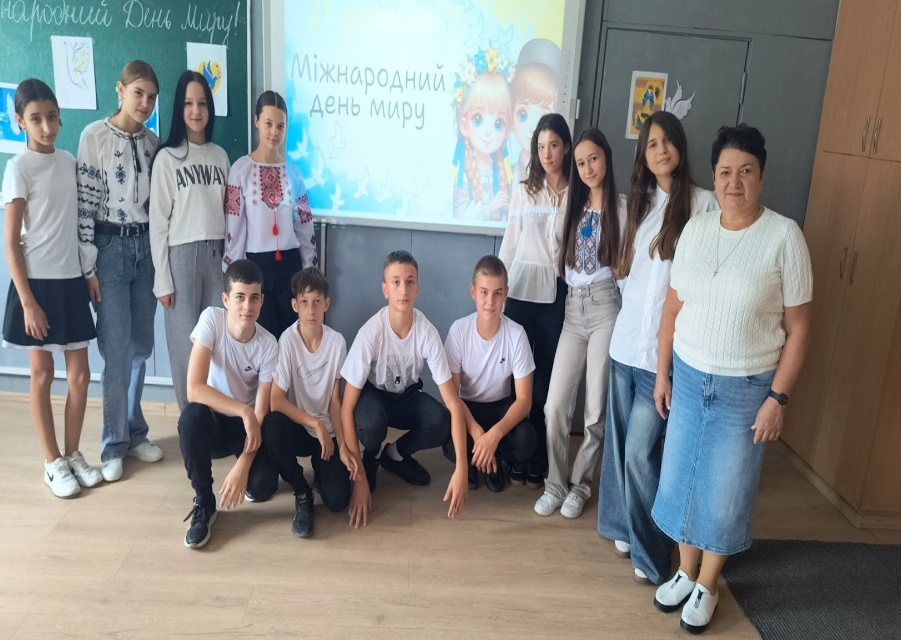 народний День Миру!
Міжнародний
день миру
ANYWAY